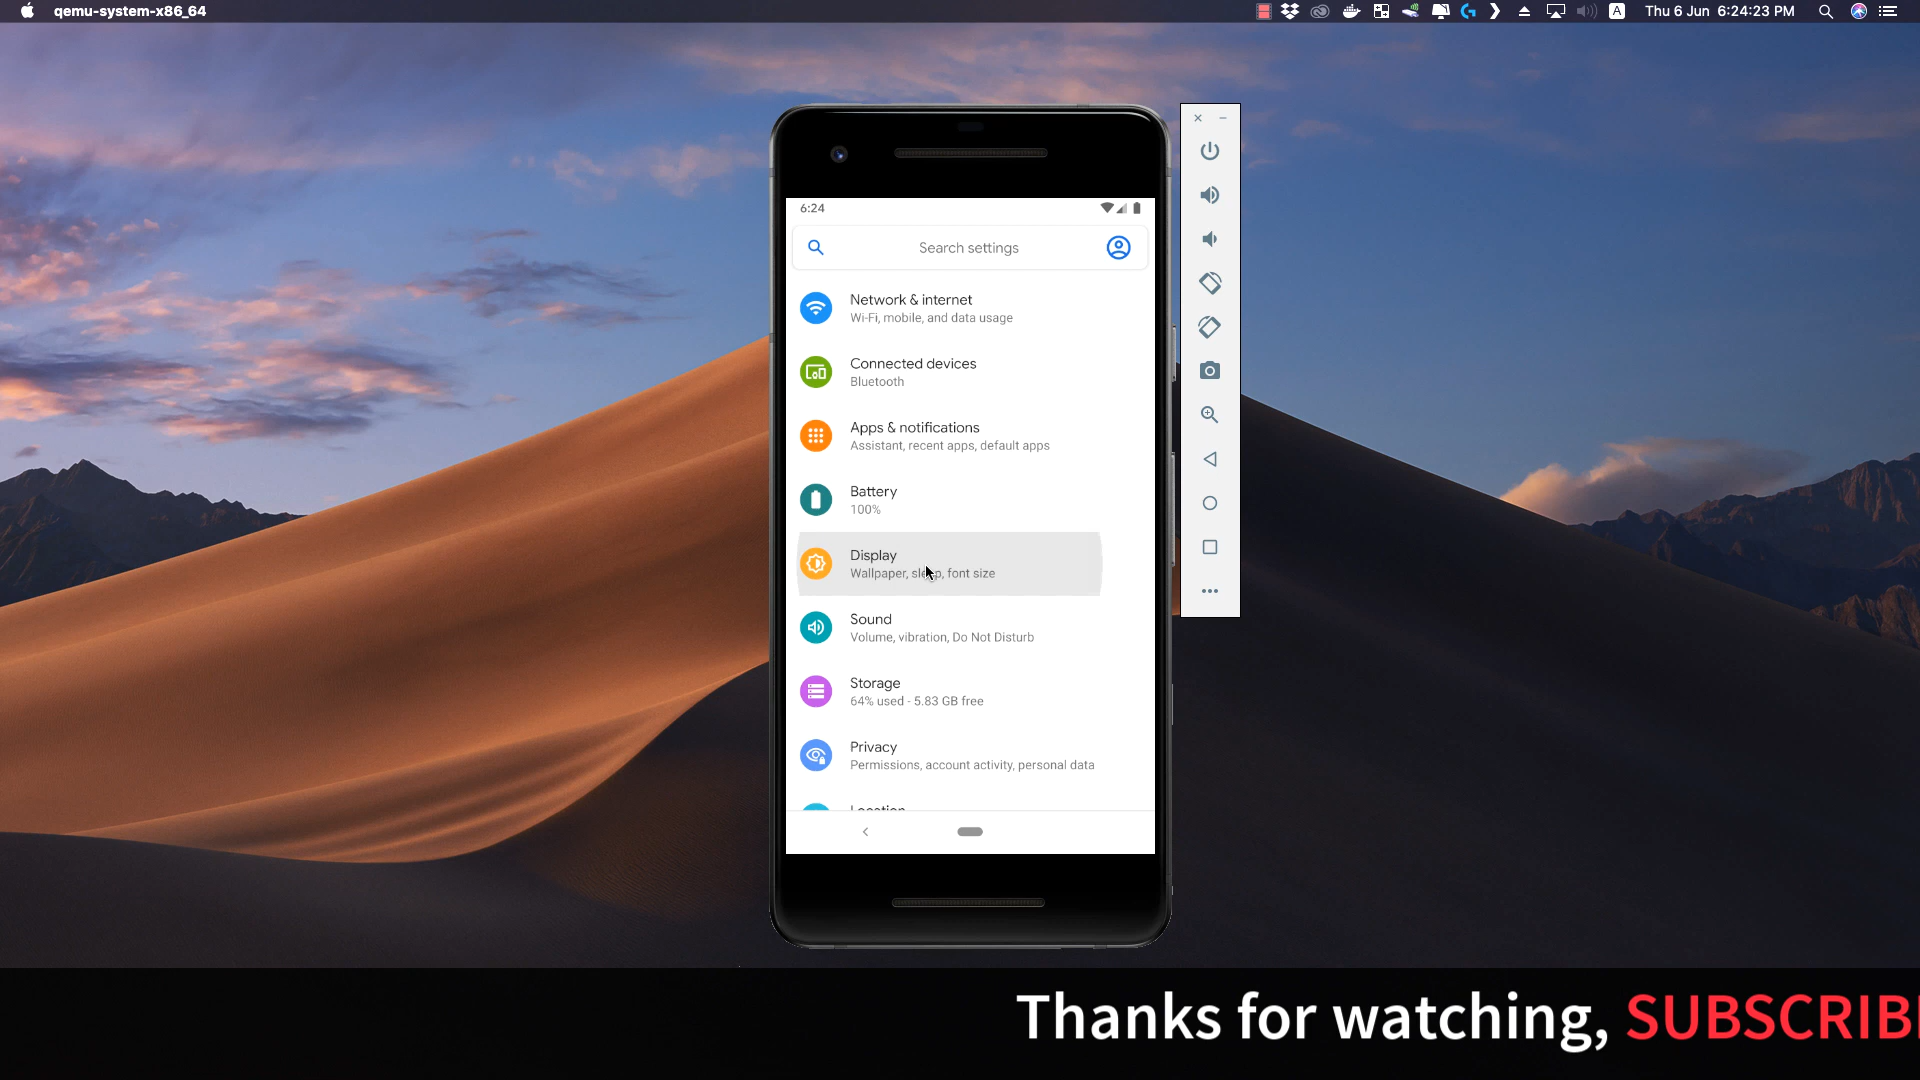 qemu-system-x86_64
A
Thu 6 Jun 6:24:23 PM
6:24
Search settings
Network & internet
Wi-Fi, mobile, and data usage
Connected devices
Bluetooth
Apps & notifications
Assistant, recent apps, default apps
Battery
100%
Display
Wallpaper, sleep, font size
Sound
Volume, vibration, Do Not Disturb
Storage
64% used - 5.83 GB free
Privacy
Permissions, account activity, personal data
Location
Thanks for watching, SUBSCRIB